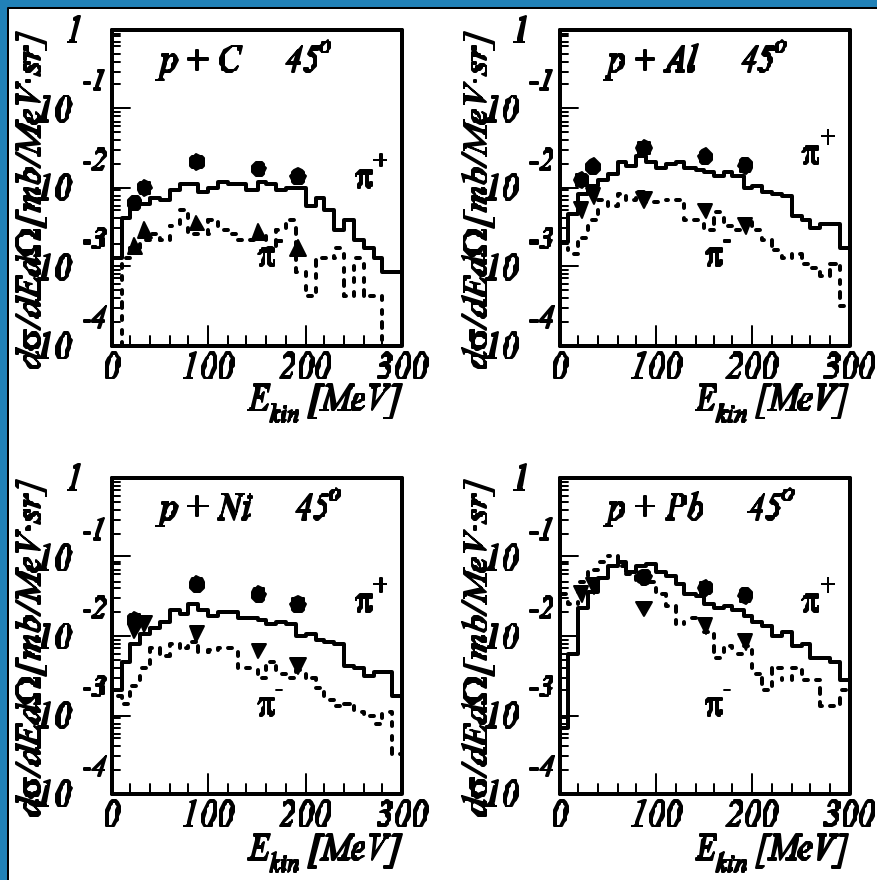 p + C 45°
dσ/dEdΩ[mb/MeV·sr]
1
10⁻¹
10⁻²
10⁻³
10⁻⁴
π⁺
π⁻
0 100 200 300
E_kin [MeV]
p + Al 45°
dσ/dEdΩ[mb/MeV·sr]
1
10⁻¹
10⁻²
10⁻³
10⁻⁴
π⁺
π⁻
0 100 200 300
E_kin [MeV]
p + Ni 45°
dσ/dEdΩ[mb/MeV·sr]
1
10⁻¹
10⁻²
10⁻³
10⁻⁴
π⁺
π⁻
0 100 200 300
E_kin [MeV]
p + Pb 45°
dσ/dEdΩ[mb/MeV·sr]
1
10⁻¹
10⁻²
10⁻³
10⁻⁴
π⁺
π⁻
0 100 200 300
E_kin [MeV]